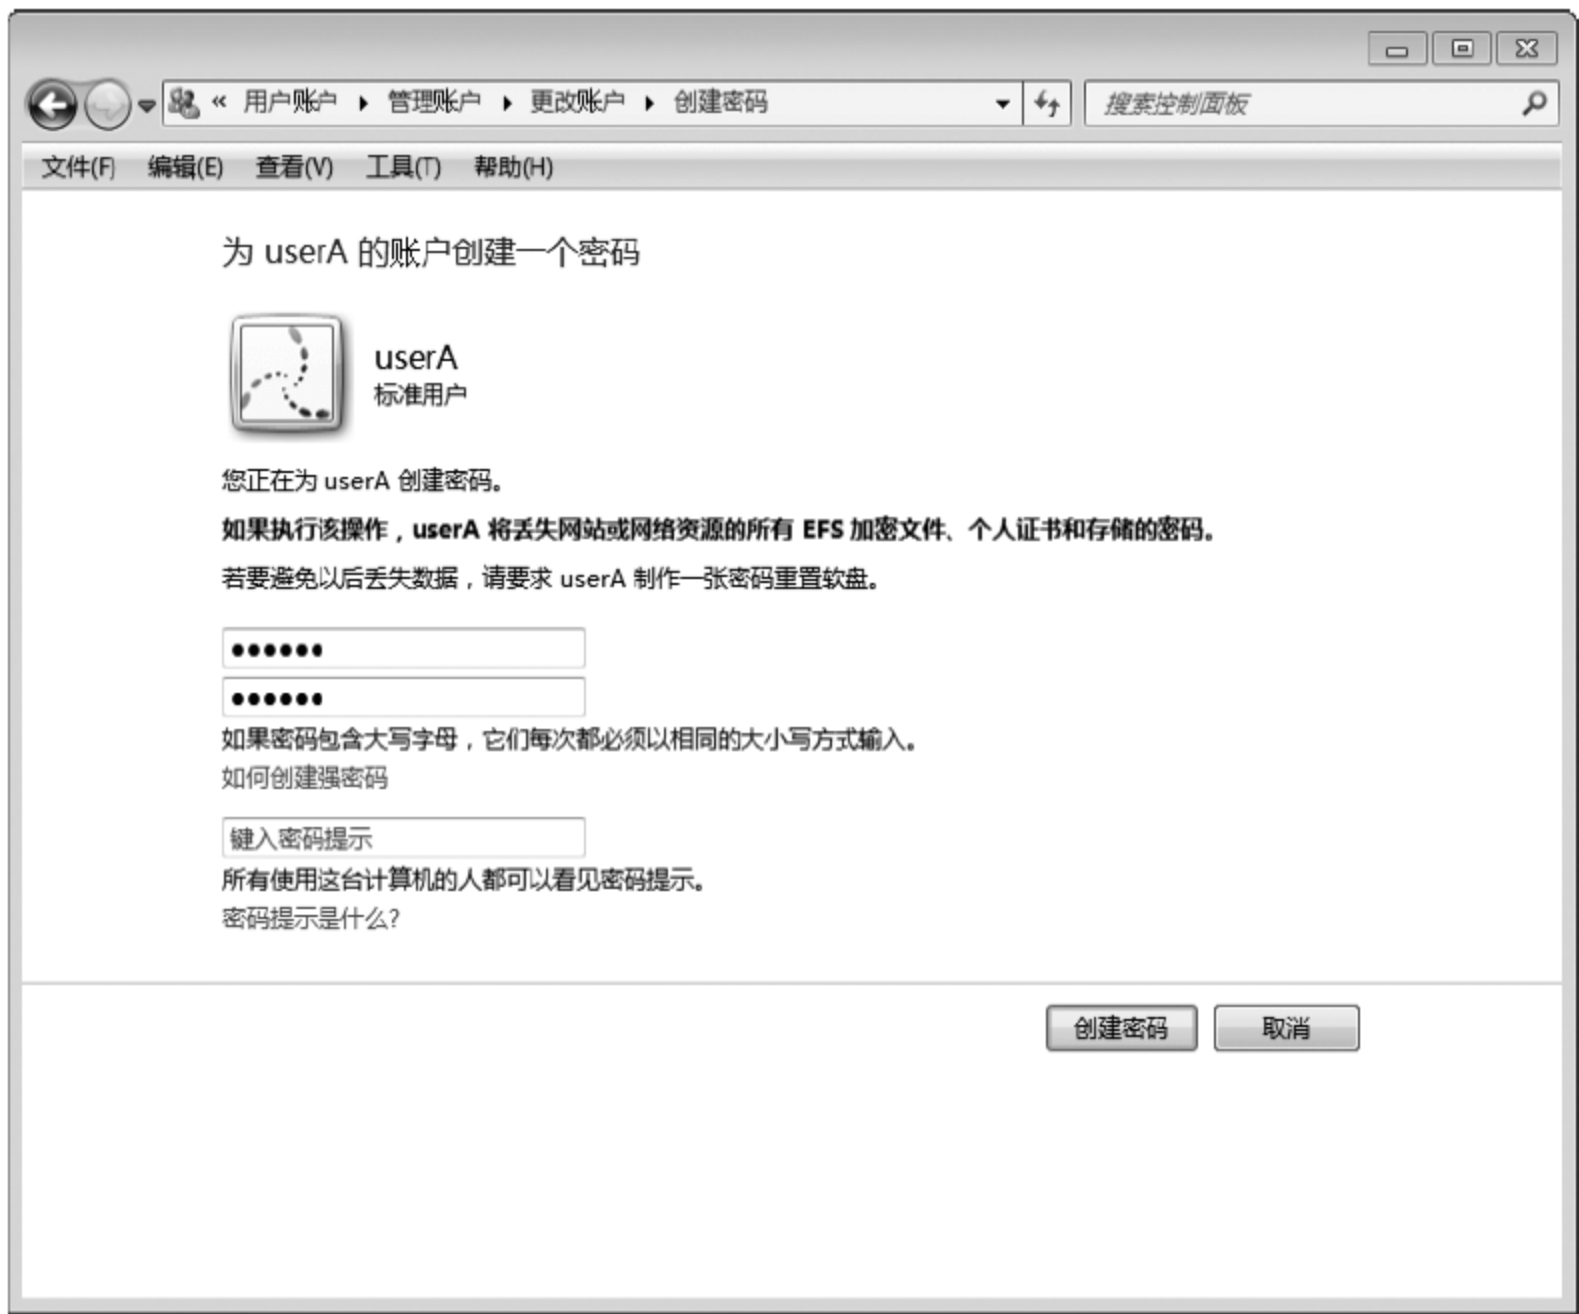 « 用户账户 ▸ 管理账户 ▸ 更改账户 ▸ 创建密码
搜索控制面板
文件(F) 编辑(E) 查看(V) 工具(T) 帮助(H)
为 userA 的账户创建一个密码
userA
标准用户
您正在为 userA 创建密码。
如果执行该操作，userA 将丢失网站或网络资源的所有 EFS 加密文件、个人证书和存储的密码。
若要避免以后丢失数据，请要求 userA 制作一张密码重置软盘。
●●●●●●
●●●●●●
如果密码包含大写字母，它们每次都必须以相同的大小写方式输入。
如何创建强密码
键入密码提示
所有使用这台计算机的人都可以看见密码提示。
密码提示是什么?
创建密码 取消